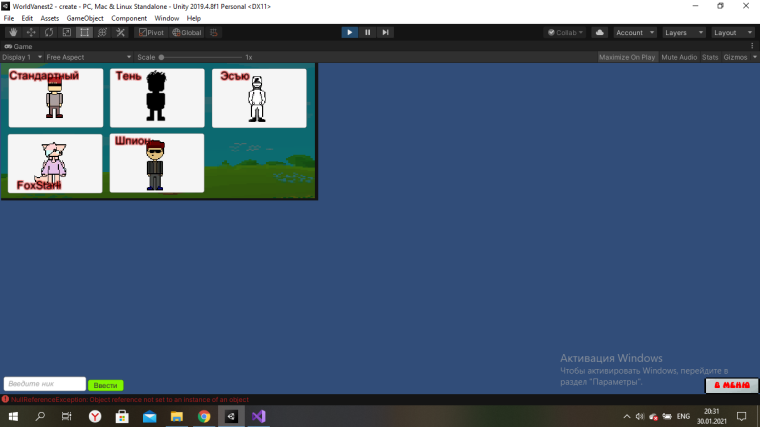 WorldVanest2 - create - PC, Mac & Linux Standalone - Unity 2019.4.8f1 Personal <DX11>
File Edit Assets GameObject Component Window Help
Pivot Global Collab Account Layers Layout
Game
Display 1 Free Aspect Scale 1x Maximize On Play Mute Audio Stats Gizmos
Стандартный Тень Эсъю
Шпион
FoxStarli
Активация Windows
Чтобы активировать Windows, перейдите в
раздел "Параметры".
Введите ник Ввести В МЕНЮ
NullReferenceException: Object reference not set to an instance of an object
ENG 20:31
30.01.2021